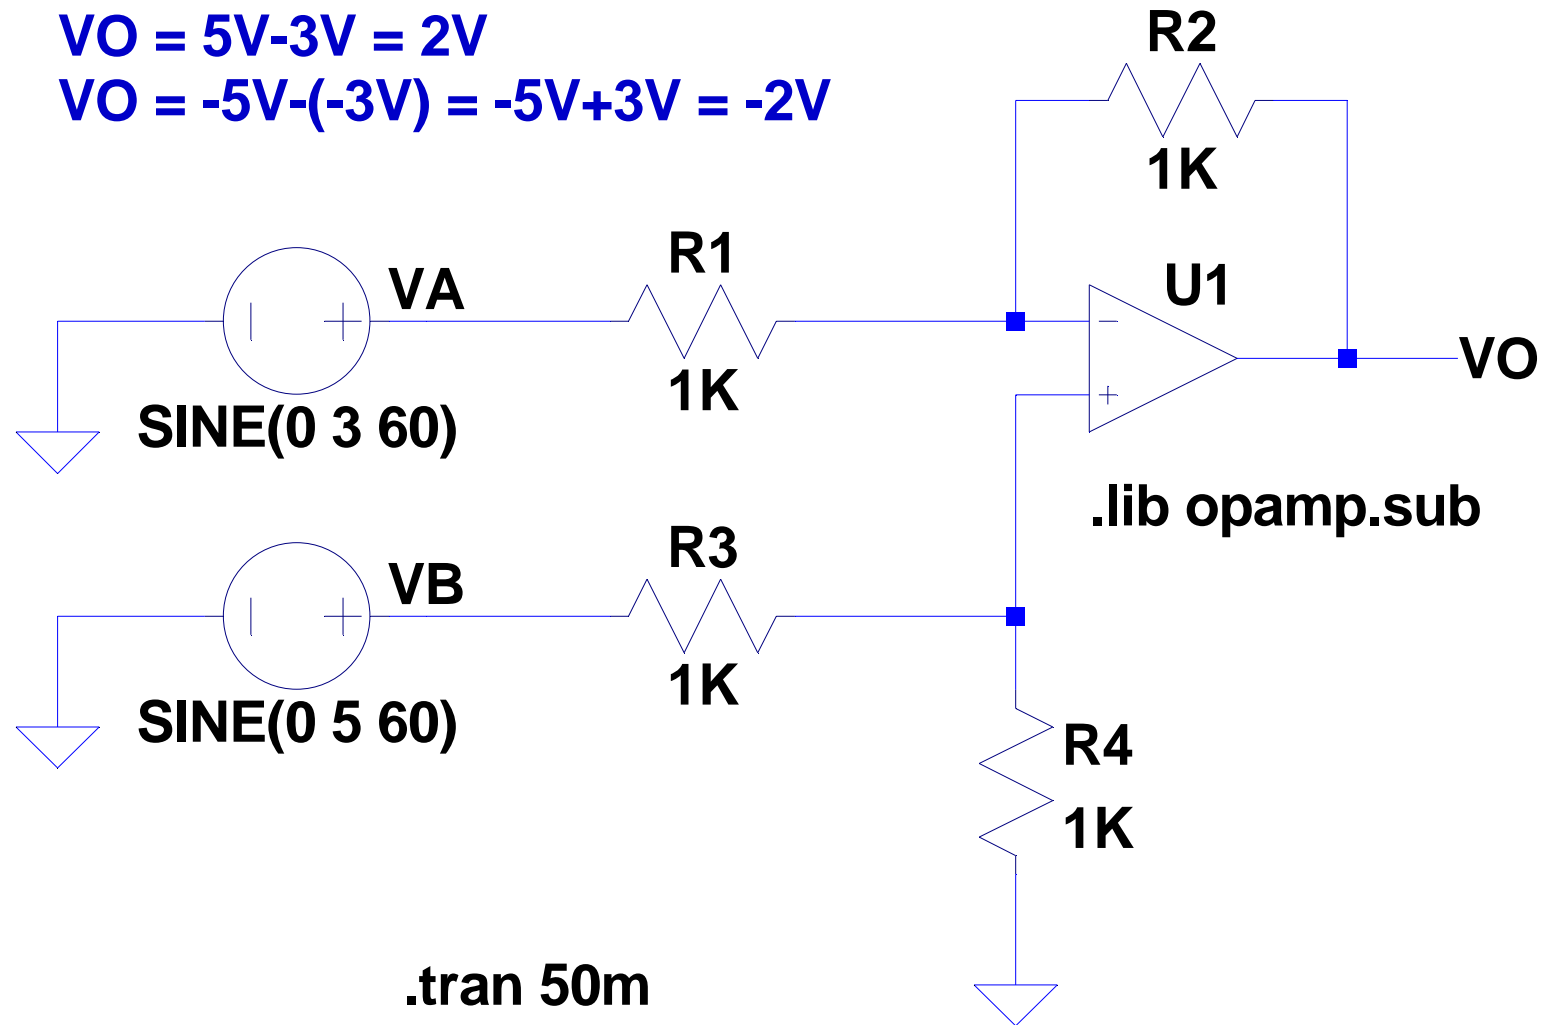 VO = 5V-3V = 2V
VO = -5V-(-3V) = -5V+3V = -2V
R2
1K
R1
1K
VA
SINE(0 3 60)
U1
VO
.lib opamp.sub
R3
1K
VB
SINE(0 5 60)
R4
1K
.tran 50m